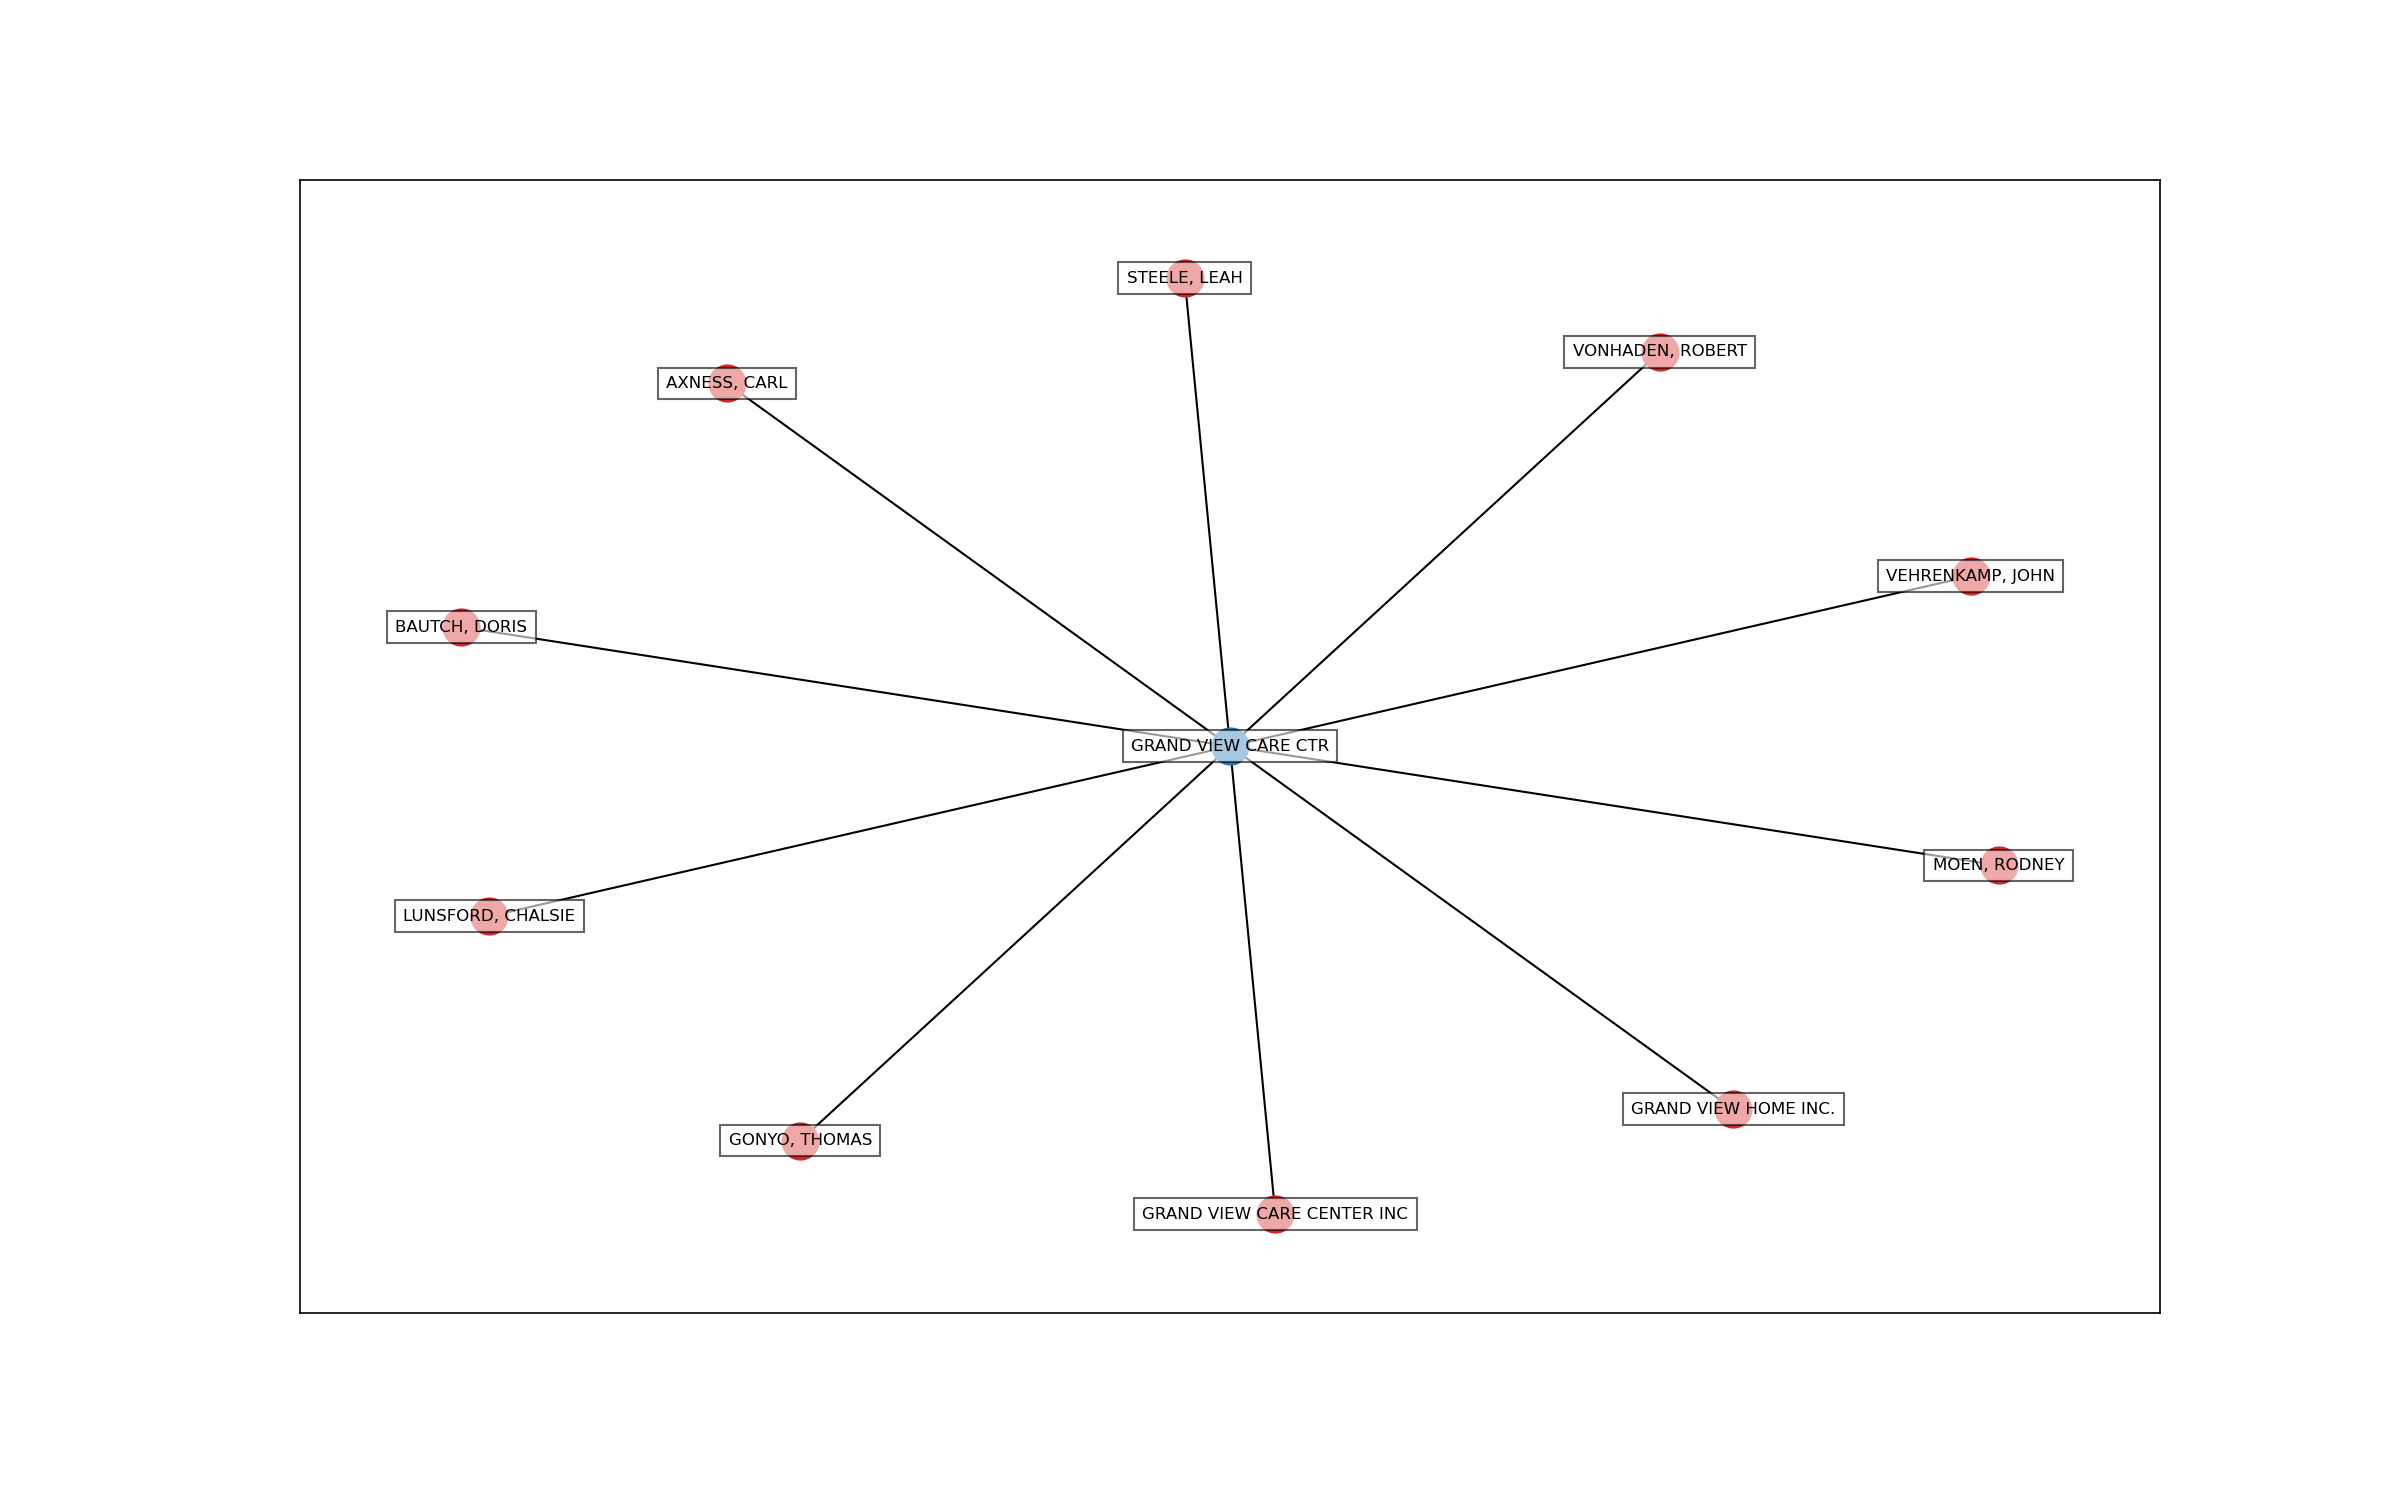 STEELE, LEAH
VONHADEN, ROBERT
AXNESS, CARL
VEHRENKAMP, JOHN
BAUTCH, DORIS
GRAND VIEW CARE CTR
MOEN, RODNEY
LUNSFORD, CHALSIE
GRAND VIEW HOME INC.
GONYO, THOMAS
GRAND VIEW CARE CENTER INC